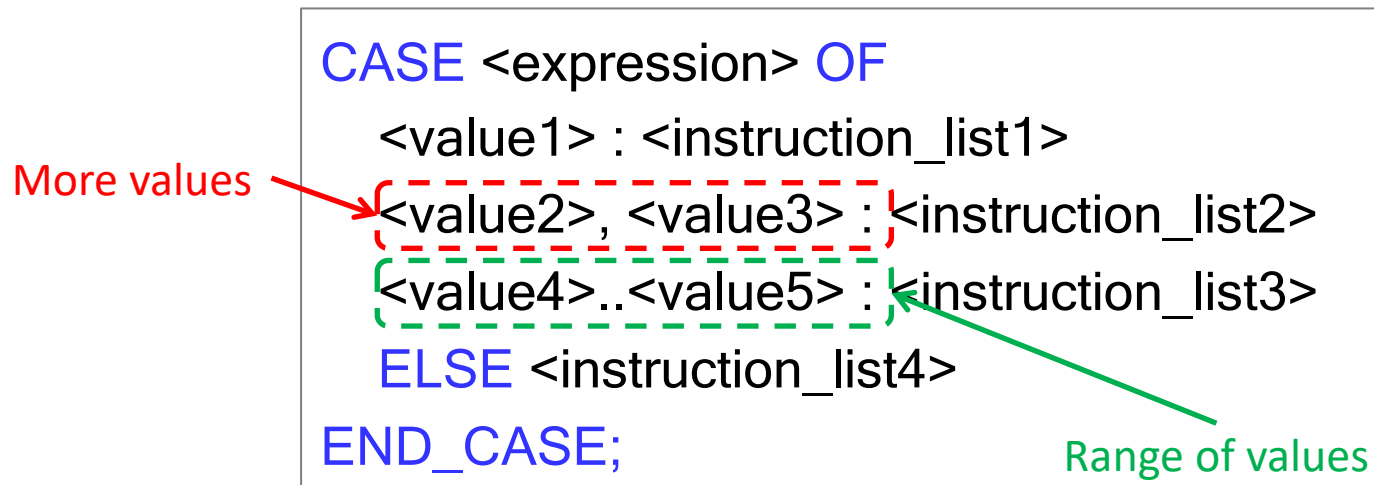 CASE <expression> OF
<value1> : <instruction_list1>
More values
<value2>, <value3> : <instruction_list2>
<value4>..<value5> : <instruction_list3>
ELSE <instruction_list4>
END_CASE;
Range of values